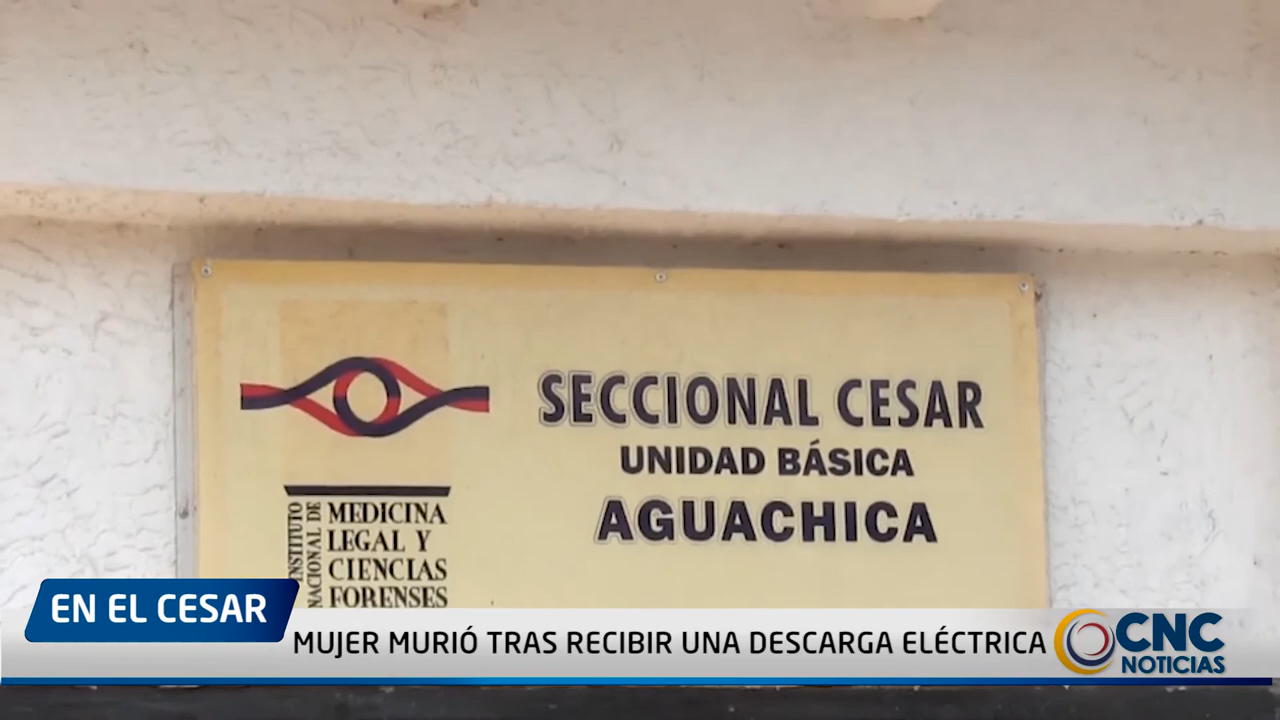 SECCIONAL CESAR
UNIDAD BÁSICA
AGUACHICA
INSTITUTO
NACIONAL DE
MEDICINA
LEGAL Y
CIENCIAS
FORENSES
EN EL CESAR
MUJER MURIÓ TRAS RECIBIR UNA DESCARGA ELÉCTRICA
CNC
NOTICIAS